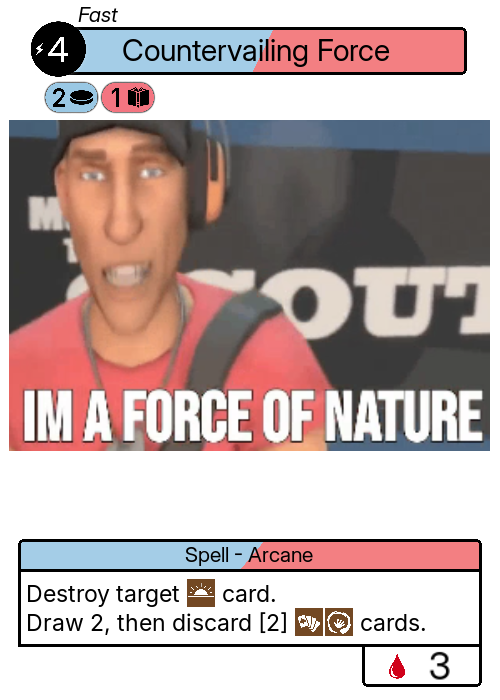 Fast
4 Countervailing Force
2 1
M
T
SCOUT
IM A FORCE OF NATURE
Spell - Arcane
Destroy target card.
Draw 2, then discard [2] cards.
3